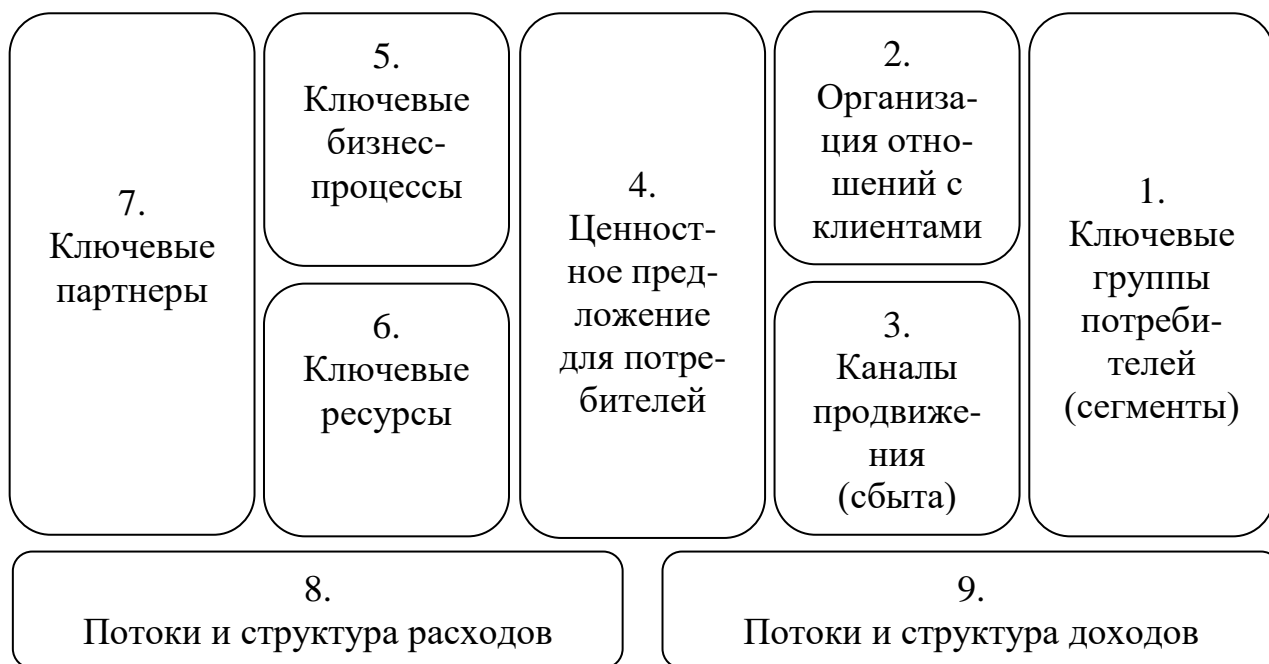 7.
Ключевые
партнеры
5.
Ключевые
бизнес-
процессы
6.
Ключевые
ресурсы
4.
Ценност-
ное пред-
ложение
для потре-
бителей
2.
Организа-
ция отно-
шений с
клиентами
3.
Каналы
продвиже-
ния
(сбыта)
1.
Ключевые
группы
потреби-
телей
(сегменты)
8.
Потоки и структура расходов
9.
Потоки и структура доходов